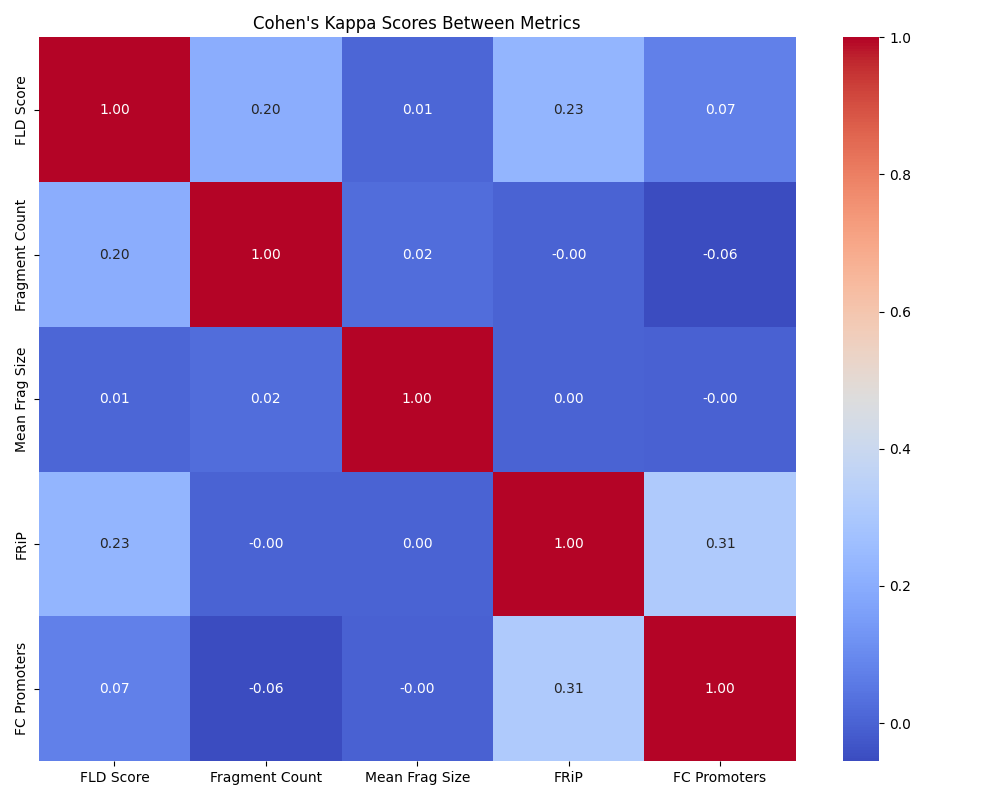 Cohen's Kappa Scores Between Metrics
FLD Score
1.00 0.20 0.01 0.23 0.07
Fragment Count
0.20 1.00 0.02 -0.00 -0.06
Mean Frag Size
0.01 0.02 1.00 0.00 -0.00
FRiP
0.23 -0.00 0.00 1.00 0.31
FC Promoters
0.07 -0.06 -0.00 0.31 1.00
FLD Score Fragment Count Mean Frag Size FRiP FC Promoters
1.0
0.8
0.6
0.4
0.2
0.0